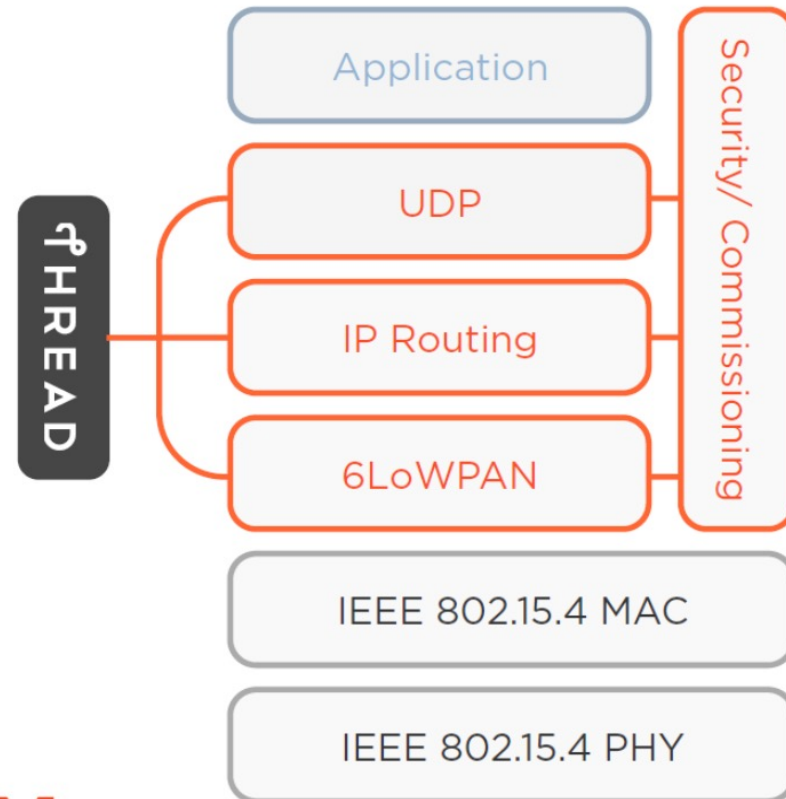 Application
UDP
IP Routing
6LoWPAN
Security/ Commissioning
THREAD
IEEE 802.15.4 MAC
IEEE 802.15.4 PHY